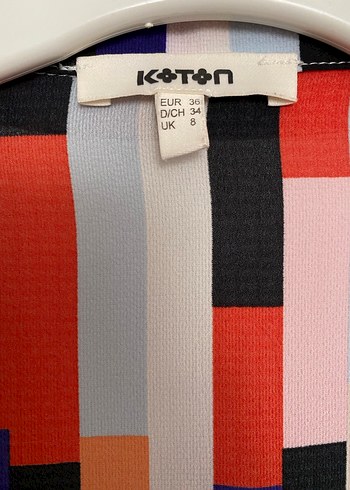 KOTON
EUR 36
D/CH 34
UK 8